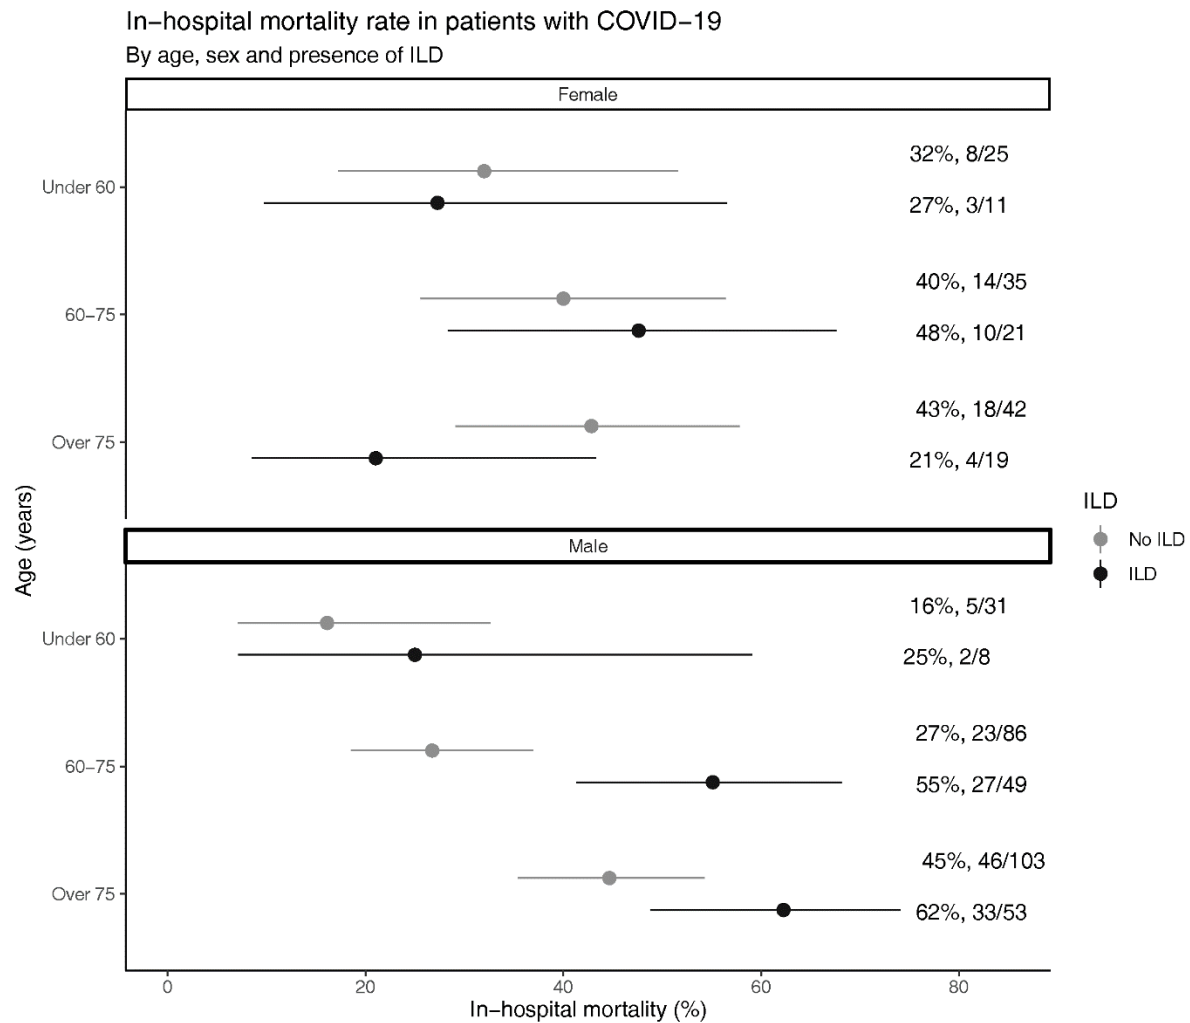 In-hospital mortality rate in patients with COVID-19
By age, sex and presence of ILD
Female
32%, 8/25
Under 60
27%, 3/11
40%, 14/35
60-75
48%, 10/21
43%, 18/42
Over 75
21%, 4/19
Age (years)
Male
16%, 5/31
Under 60
25%, 2/8
27%, 23/86
60-75
55%, 27/49
45%, 46/103
Over 75
62%, 33/53
0 20 40 60 80
In-hospital mortality (%)
ILD
No ILD
ILD